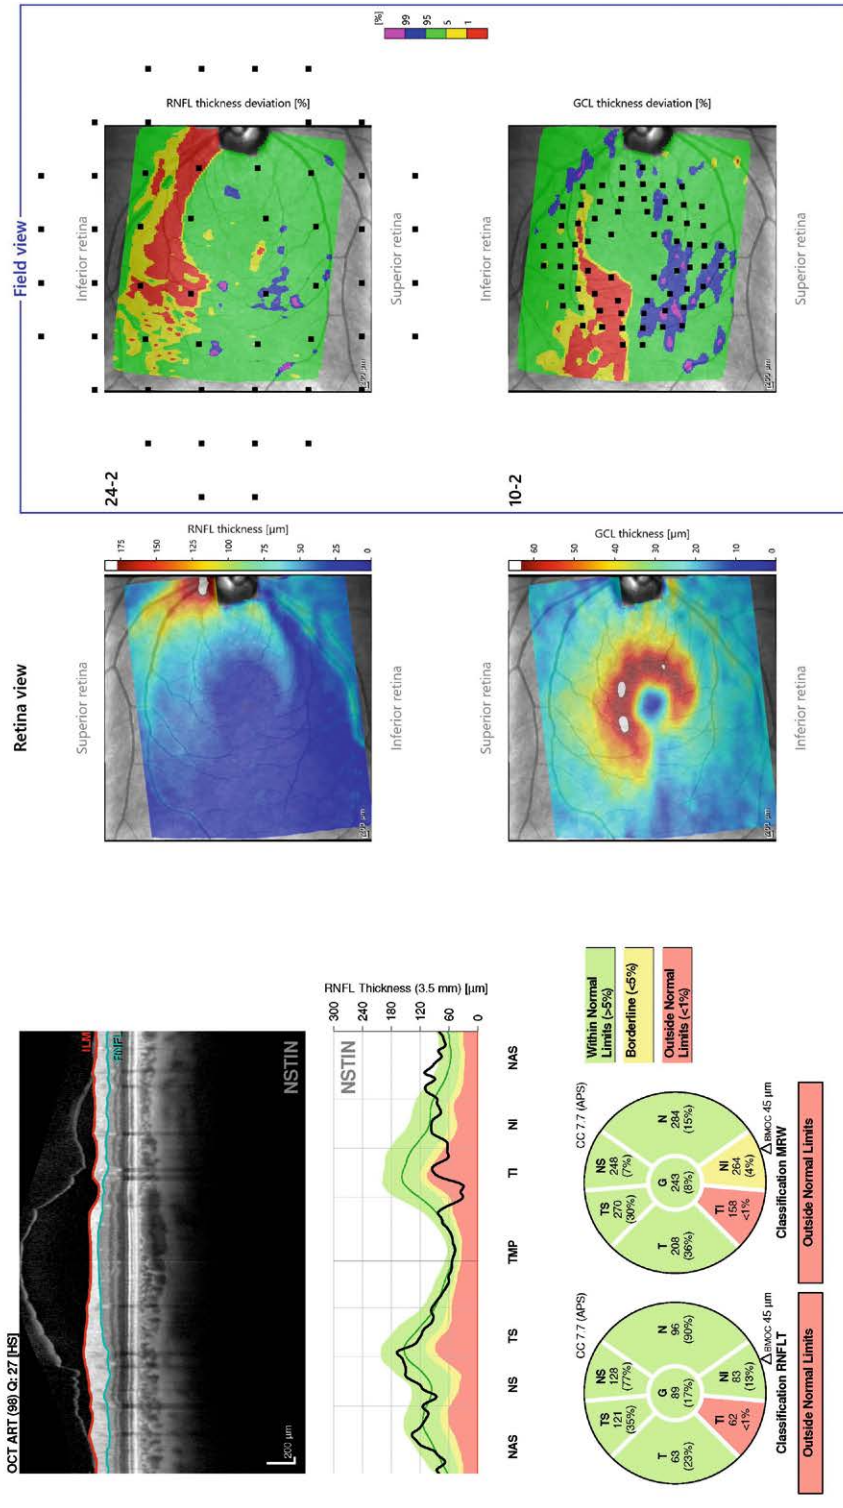 OCT ART (98) Q: 27 [HS]
ILM
RNFL
NSTIN
200 µm
RNFL Thickness (3.5 mm) [µm]
NSTIN
300
240
180
120
60
0
NAS
NS
TS
TMP
TI
NI
NAS
CC 7.7 (APS)
TS
121
(35%)
NS
128
(77%)
T
63
(23%)
G
89
(17%)
N
96
(90%)
TI
62
<1%
NI
83
(13%)
△ BMOC 45 µm
Classification RNFLT
Outside Normal Limits
CC 7.7 (APS)
TS
270
(30%)
NS
248
(7%)
T
208
(36%)
G
243
(8%)
N
284
(15%)
TI
158
<1%
NI
264
(4%)
△ BMOC 45 µm
Classification MRW
Outside Normal Limits
Within Normal
Limits (>5%)
Borderline (<5%)
Outside Normal
Limits (<1%)
Retina view
Superior retina
Inferior retina
RNFL thickness [µm]
175
150
125
100
75
50
25
0
Superior retina
Inferior retina
GCL thickness [µm]
60
50
40
30
20
10
0
Field view
24-2
Inferior retina
Superior retina
RNFL thickness deviation [%]
10-2
Inferior retina
Superior retina
GCL thickness deviation [%]
[%]
99
95
5
1